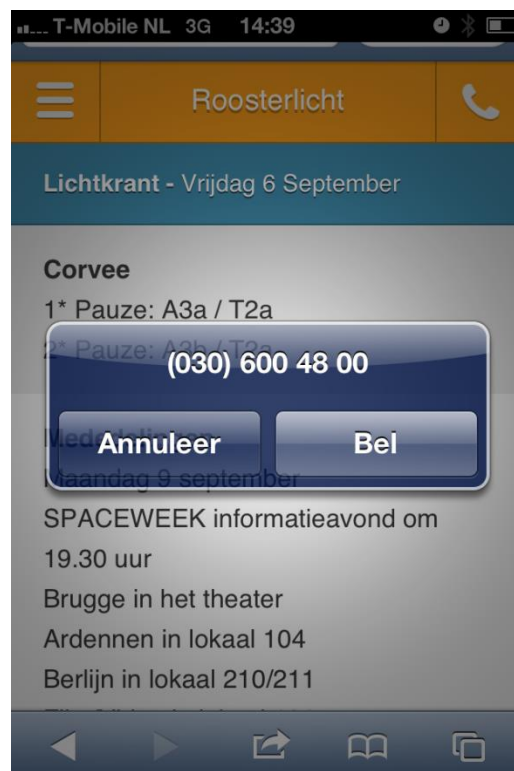 T-Mobile NL 3G 14:39
Roosterlicht
Lichtkrant - Vrijdag 6 September
Corvee
1* Pauze: A3a / T2a
2* Pauze: A3b / T2a
(030) 600 48 00
Annuleer Bel
Mededelingen
Maandag 9 september
SPACEWEEK informatieavond om
19.30 uur
Brugge in het theater
Ardennen in lokaal 104
Berlijn in lokaal 210/211